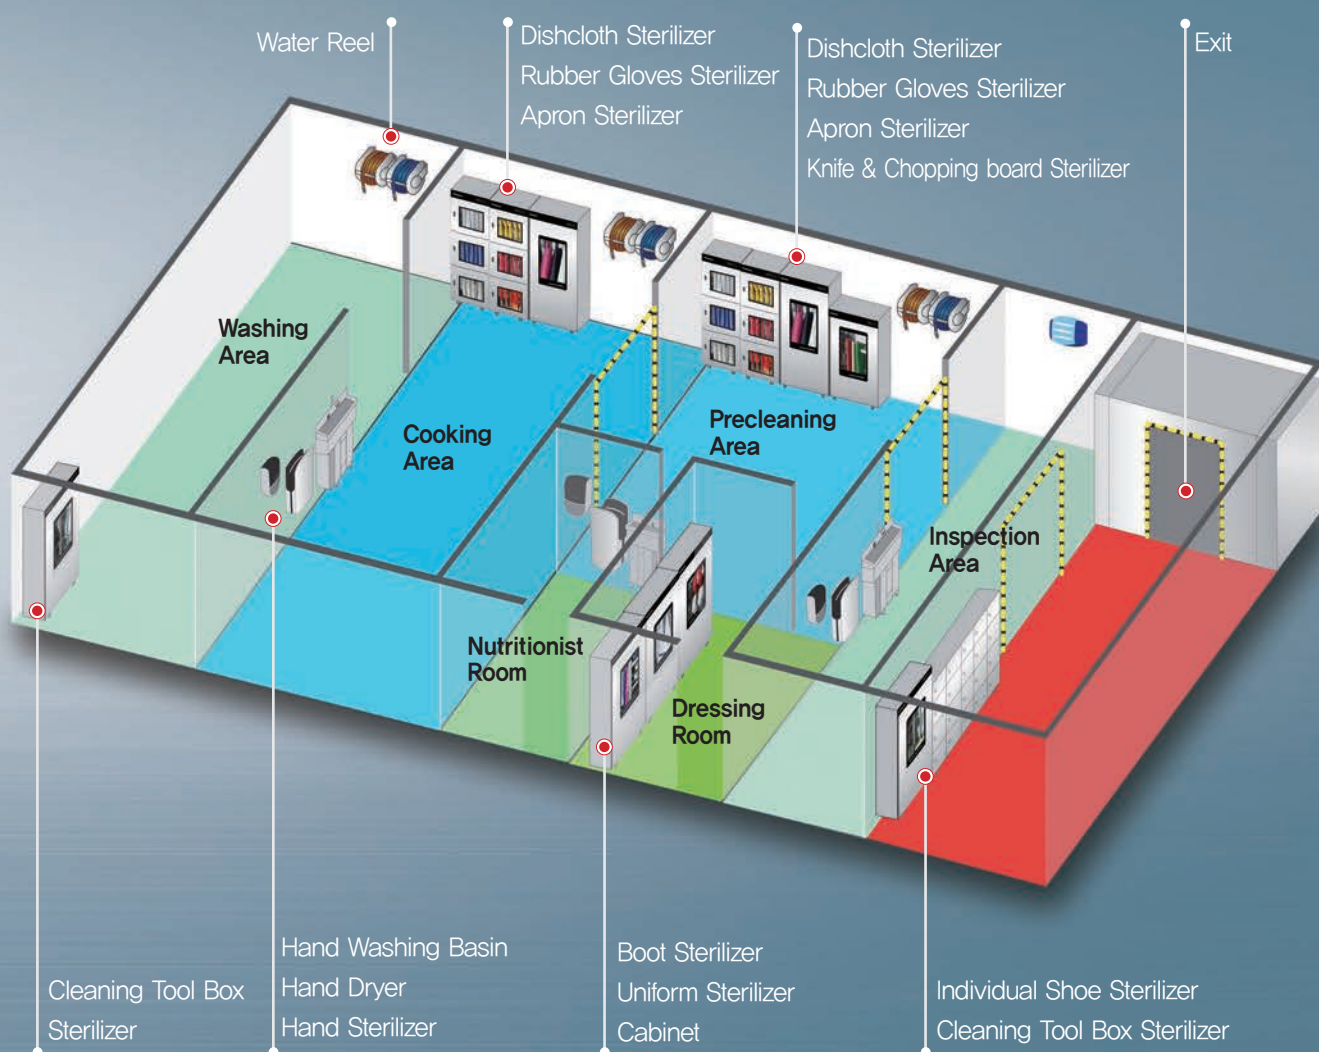 Water Reel
Dishcloth Sterilizer
Rubber Gloves Sterilizer
Apron Sterilizer
Dishcloth Sterilizer
Rubber Gloves Sterilizer
Apron Sterilizer
Knife & Chopping board Sterilizer
Exit
Washing
Area
Cooking
Area
Precleaning
Area
Inspection
Area
Nutritionist
Room
Dressing
Room
Cleaning Tool Box
Sterilizer
Hand Washing Basin
Hand Dryer
Hand Sterilizer
Boot Sterilizer
Uniform Sterilizer
Cabinet
Individual Shoe Sterilizer
Cleaning Tool Box Sterilizer